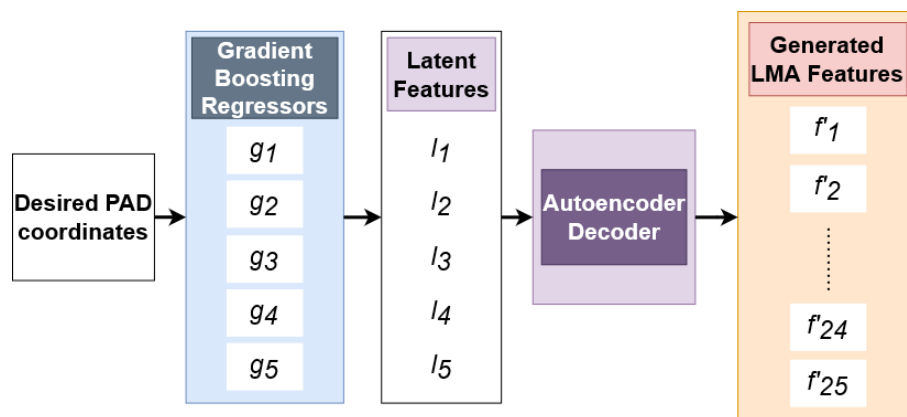 Desired PAD
coordinates
Gradient
Boosting
Regressors
g1
g2
g3
g4
g5
Latent
Features
l1
l2
l3
l4
l5
Autoencoder
Decoder
Generated
LMA Features
f'1
f'2
........
f'24
f'25